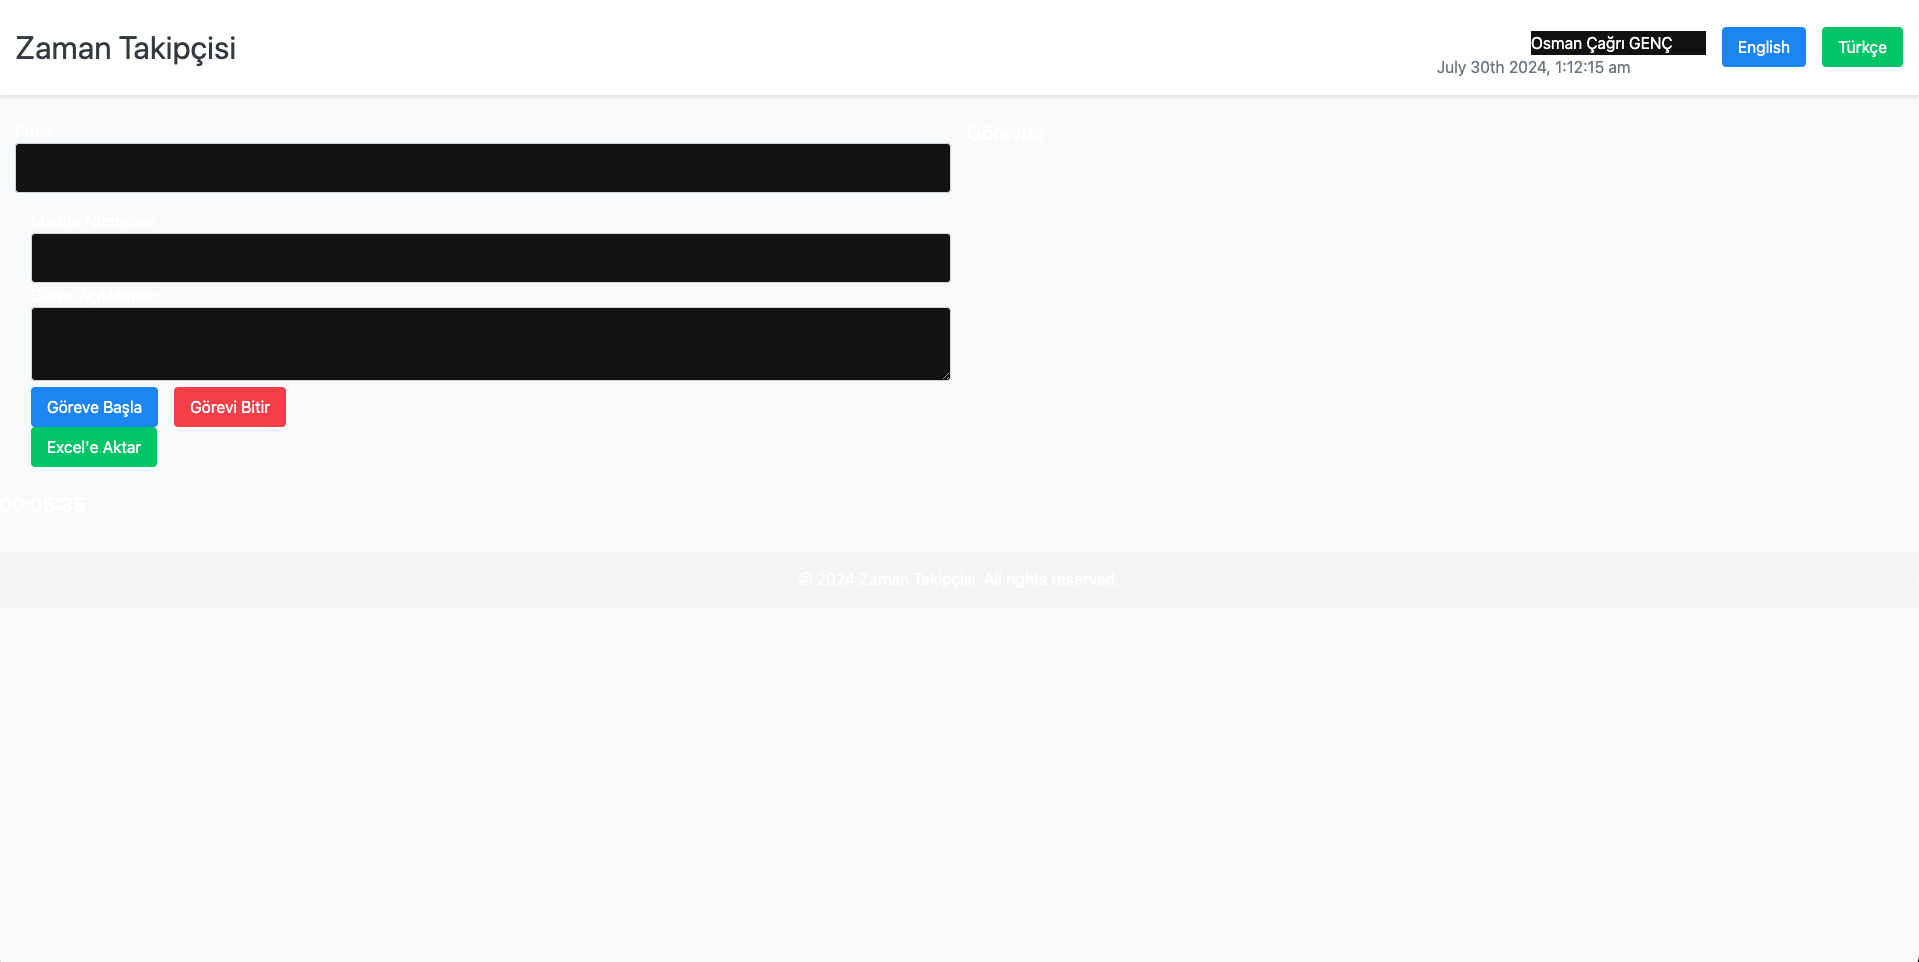 Zaman Takipçisi
Osman Çağrı GENÇ
July 30th 2024, 1:12:15 am
English
Türkçe
Proje:
Madde Numarası:
Görev Açıklaması:
Göreve Başla
Görevi Bitir
Excel'e Aktar
00:05:35
Görevler
© 2024 Zaman Takipçisi. All rights reserved.